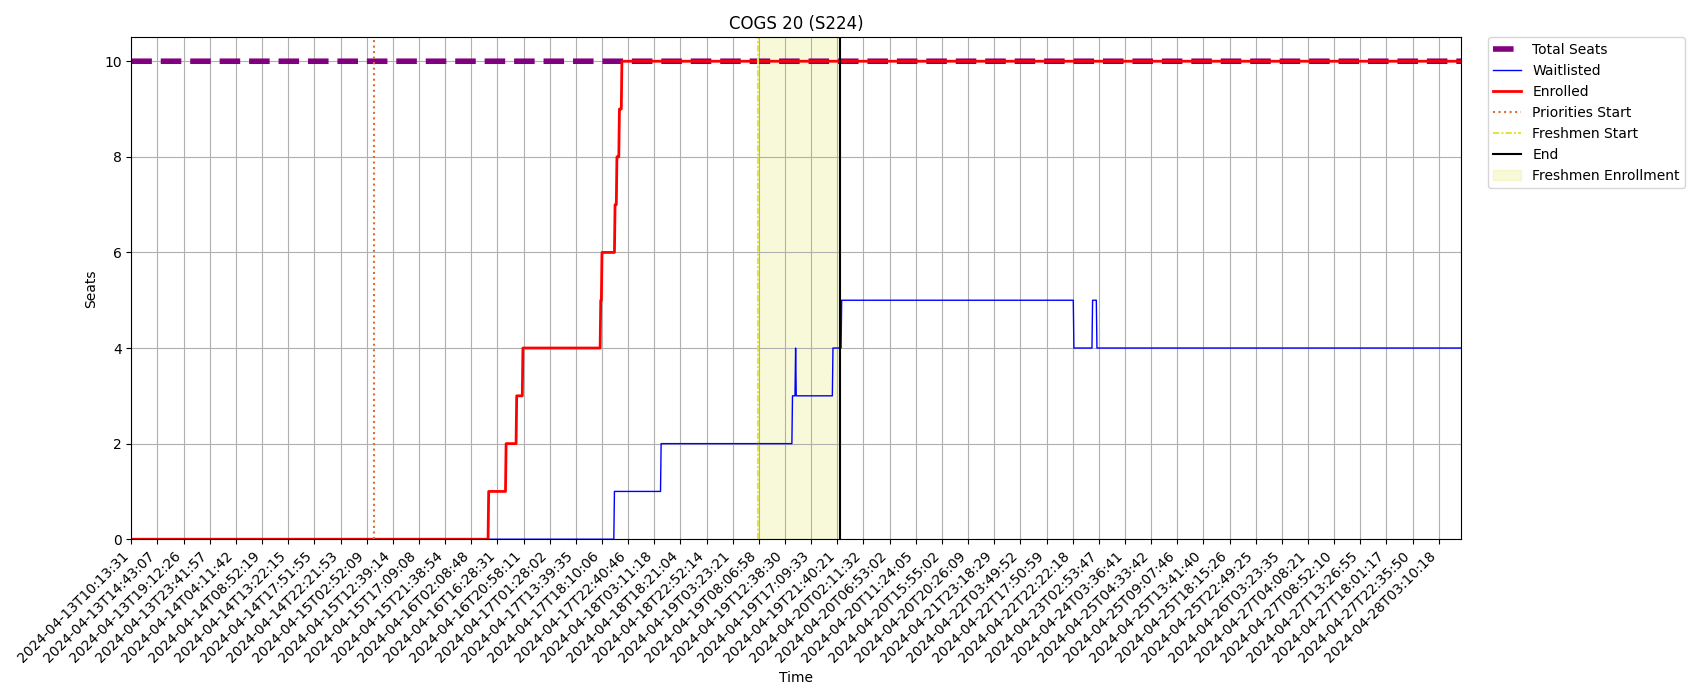 COGS 20 (S224)
Total Seats
Waitlisted
Enrolled
Priorities Start
Freshmen Start
End
Freshmen Enrollment
Seats
10
8
6
4
2
0
2024-04-13T10:13:31
2024-04-13T14:43:07
2024-04-13T19:12:26
2024-04-13T23:41:57
2024-04-14T04:11:42
2024-04-14T08:52:19
2024-04-14T13:22:15
2024-04-14T17:51:55
2024-04-14T22:21:53
2024-04-15T02:52:09
2024-04-15T12:39:14
2024-04-15T17:09:08
2024-04-15T21:38:54
2024-04-16T02:08:48
2024-04-16T16:28:31
2024-04-16T20:58:11
2024-04-17T01:28:02
2024-04-17T13:39:35
2024-04-17T18:10:06
2024-04-17T22:40:46
2024-04-18T03:11:18
2024-04-18T18:21:04
2024-04-18T22:52:14
2024-04-19T03:23:21
2024-04-19T08:06:58
2024-04-19T12:38:30
2024-04-19T17:09:33
2024-04-19T21:40:21
2024-04-20T02:11:32
2024-04-20T06:53:02
2024-04-20T11:24:05
2024-04-20T15:55:02
2024-04-20T20:26:09
2024-04-21T23:18:29
2024-04-22T03:49:52
2024-04-22T17:50:59
2024-04-22T22:22:18
2024-04-23T02:53:47
2024-04-24T03:36:41
2024-04-25T04:33:42
2024-04-25T09:07:46
2024-04-25T13:41:40
2024-04-25T18:15:26
2024-04-25T22:49:25
2024-04-26T03:23:35
2024-04-27T04:08:21
2024-04-27T08:52:10
2024-04-27T13:26:55
2024-04-27T18:01:17
2024-04-27T22:35:50
2024-04-28T03:10:18
Time